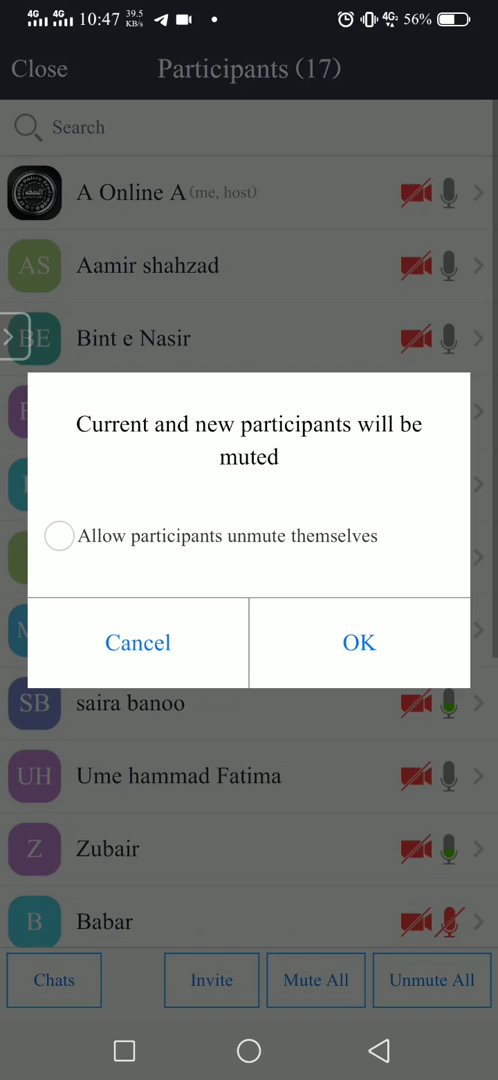 4G 4G 10:47 39.5 KB/s 4G2 56%
Close Participants (17)
Search
A Online A (me, host)
AS Aamir shahzad
BE Bint e Nasir
Current and new participants will be
muted
Allow participants unmute themselves
Cancel OK
SB saira banoo
UH Ume hammad Fatima
Z Zubair
B Babar
Chats Invite Mute All Unmute All